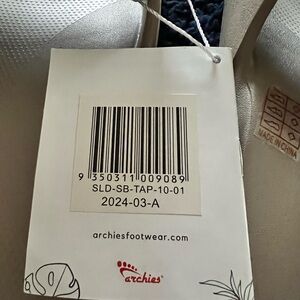 9 350311 009089
SLD-SB-TAP-10-01
2024-03-A
archiesfootwear.com
archies
MADE IN CHINA